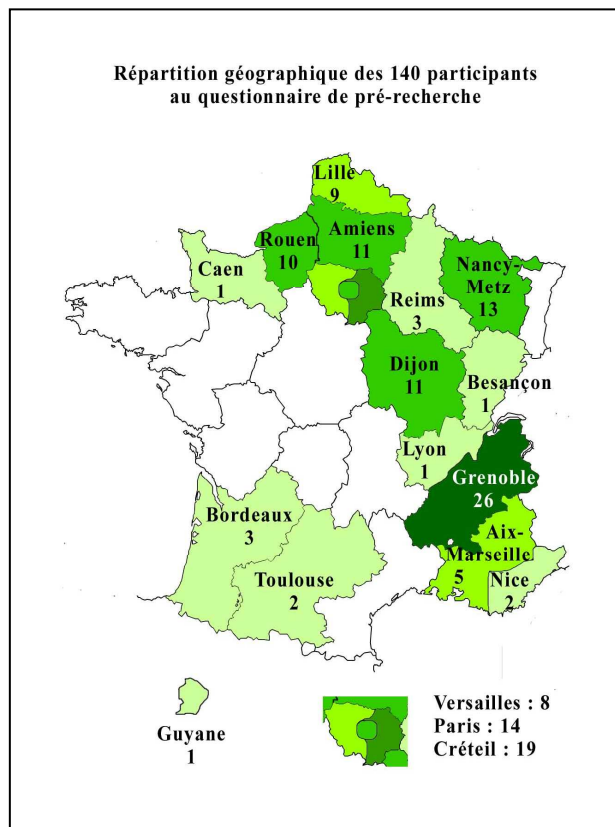 Répartition géographique des 140 participants
au questionnaire de pré-recherche
Lille
9
Amiens
11
Rouen
10
Caen
1
Nancy-
Metz
13
Reims
3
Dijon
11
Besançon
1
Lyon
1
Grenoble
26
Bordeaux
3
Aix-
Marseille
5
Toulouse
2
Nice
2
Guyane
1
Versailles : 8
Paris : 14
Créteil : 19